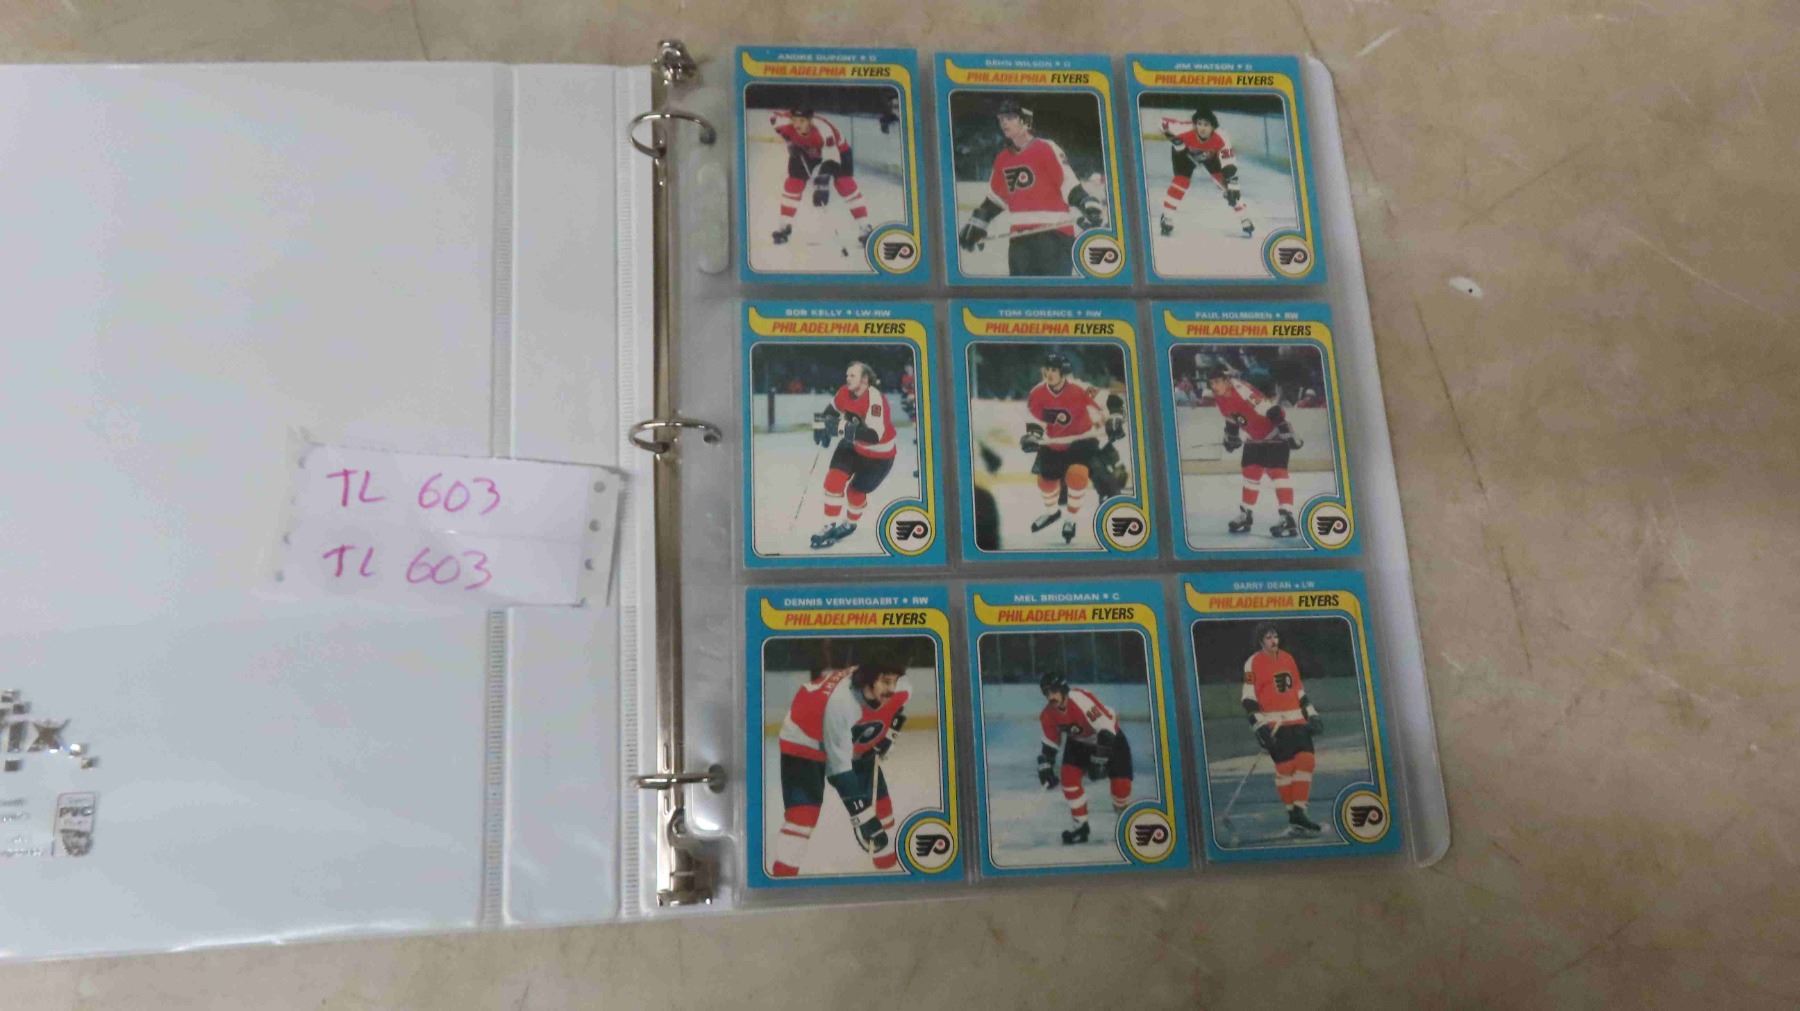 ANDRE DUPONT • D
PHILADELPHIA FLYERS
BEHN WILSON • D
PHILADELPHIA FLYERS
JIM WATSON • D
PHILADELPHIA FLYERS
BOB KELLY • LW-RW
PHILADELPHIA FLYERS
TOM GORENCE • RW
PHILADELPHIA FLYERS
PAUL HOLMGREN • RW
PHILADELPHIA FLYERS
TL 603
TL 603
DENNIS VERVERGAERT • RW
PHILADELPHIA FLYERS
MEL BRIDGMAN • C
PHILADELPHIA FLYERS
BARRY DEAN • LW
PHILADELPHIA FLYERS
10
PVC